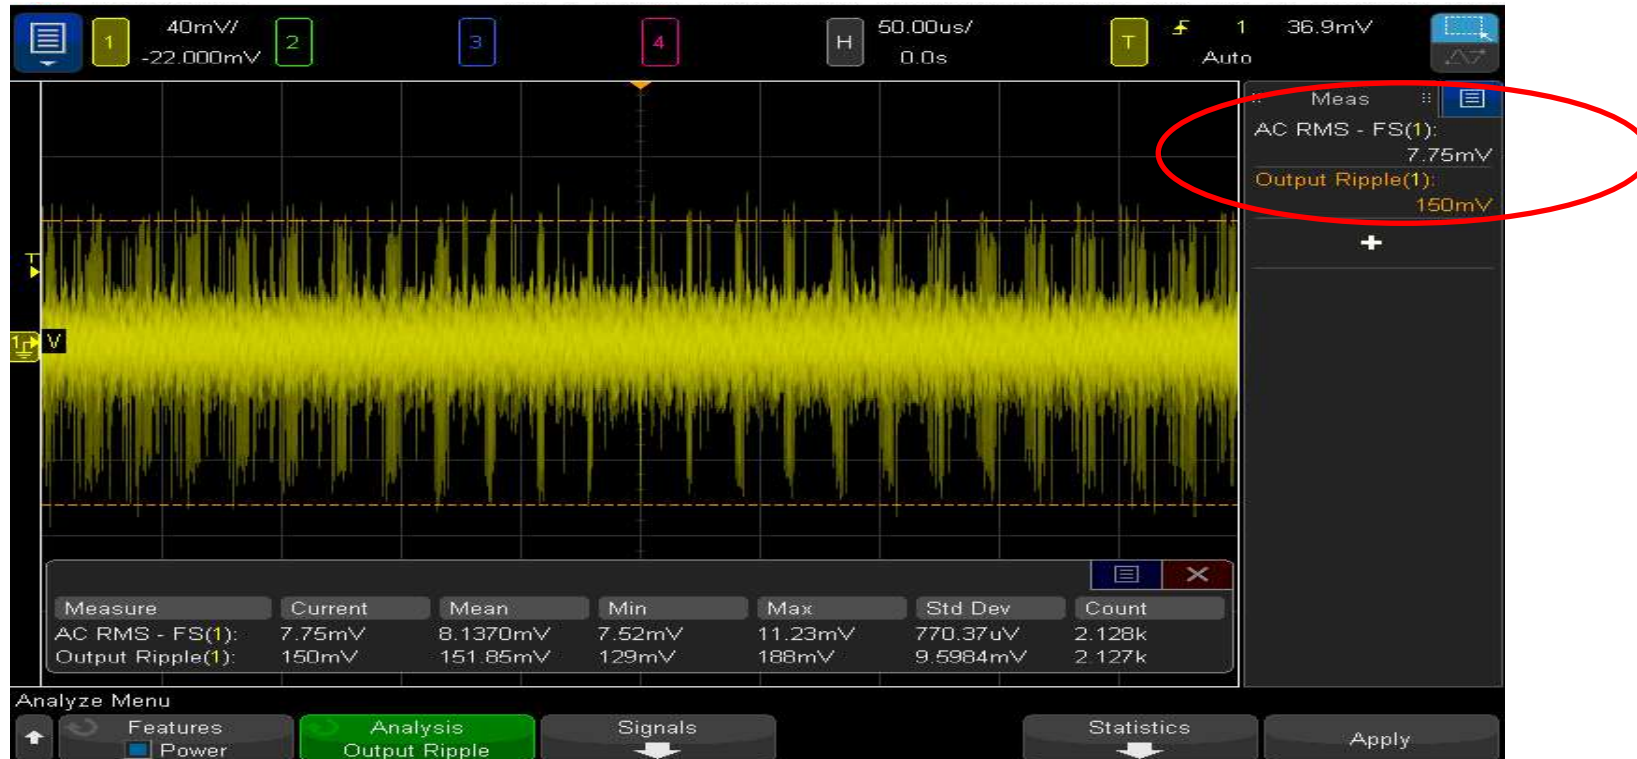 1 40mV/ 2 3 4 H 50.00us/ T 1 36.9mV
-22.000mV 0.0s Auto
Meas
AC RMS - FS(1):
7.75mV
Output Ripple(1):
150mV
+
T
1 V
Measure Current Mean Min Max Std Dev Count
AC RMS - FS(1): 7.75mV 8.1370mV 7.52mV 11.23mV 770.37uV 2.128k
Output Ripple(1): 150mV 151.85mV 129mV 188mV 9.5984mV 2.127k
Analyze Menu
Features Analysis Signals Statistics Apply
Power Output Ripple